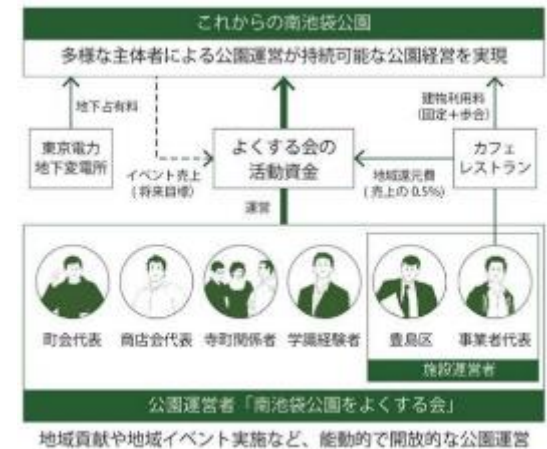 これからの南池袋公園
多様な主体者による公園運営が持続可能な公園経営を実現
地下占有料
建物利用料
(固定+歩合)
東京電力
地下変電所
よくする会の
活動資金
カフェ
レストラン
イベント売上
(将来目標)
地域還元費
(売上の0.5%)
運営
町会代表
商店会代表
寺町関係者
学識経験者
豊島区
事業者代表
施設運営者
公園運営者「南池袋公園をよくする会」
地域貢献や地域イベント実施など、能動的で開放的な公園運営